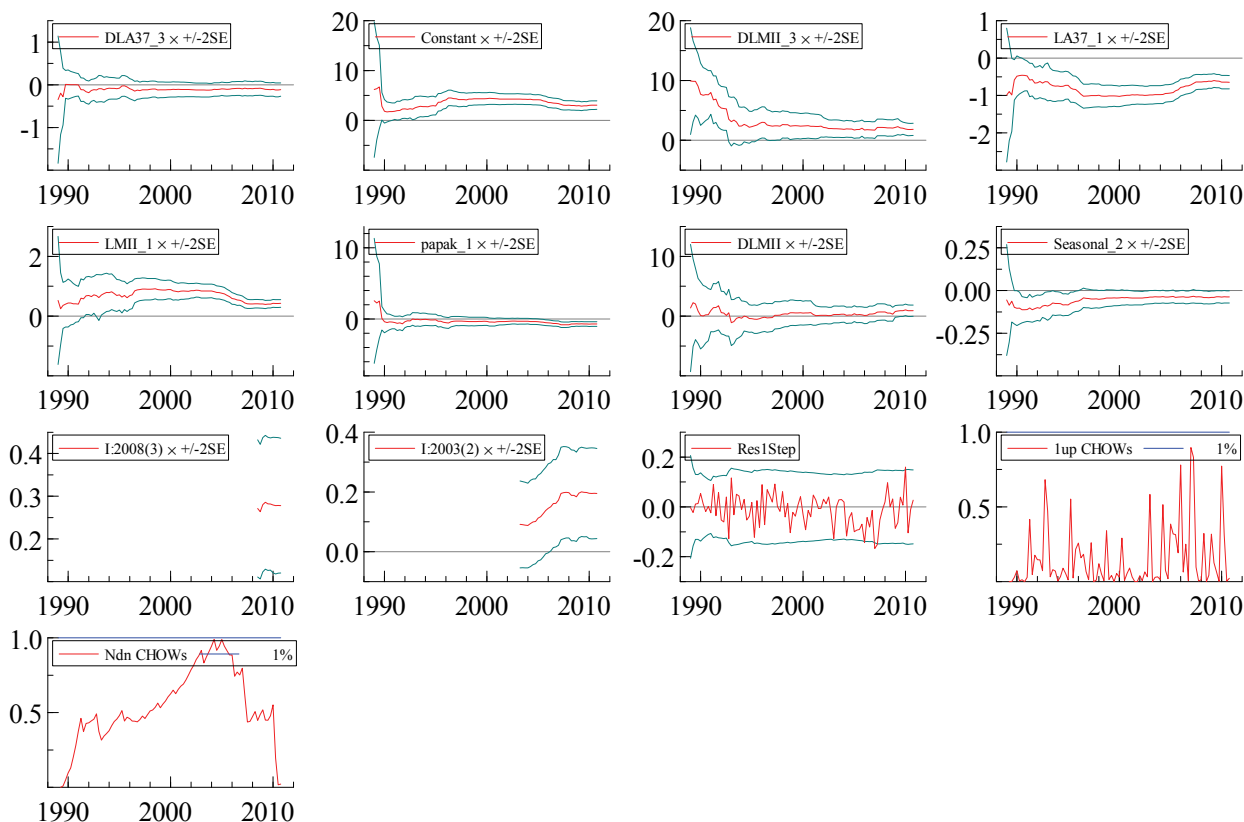 DLA37_3 × +/-2SE
1
0
-1
1990 2000 2010
Constant × +/-2SE
20
10
0
1990 2000 2010
DLMII_3 × +/-2SE
20
10
0
1990 2000 2010
LA37_1 × +/-2SE
1
0
-1
-2
1990 2000 2010
LMII_1 × +/-2SE
2
0
1990 2000 2010
papak_1 × +/-2SE
10
0
1990 2000 2010
DLMII × +/-2SE
10
0
1990 2000 2010
Seasonal_2 × +/-2SE
0.25
0.00
-0.25
1990 2000 2010
I:2008(3) × +/-2SE
0.4
0.3
0.2
1990 2000 2010
I:2003(2) × +/-2SE
0.4
0.2
0.0
1990 2000 2010
Res1Step
0.2
0.0
-0.2
1990 2000 2010
1up CHOWs 1%
1.0
0.5
1990 2000 2010
Ndn CHOWs 1%
1.0
0.5
1990 2000 2010